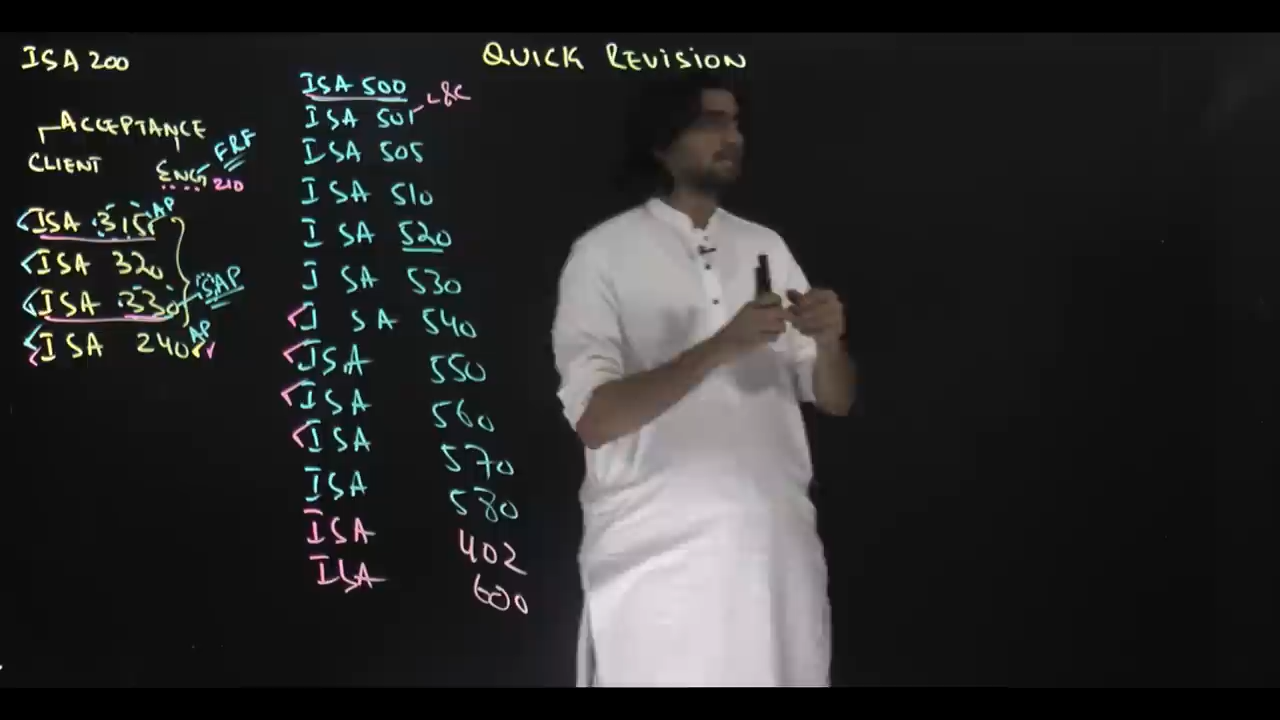 ISA 200
QUICK REVISION
ACCEPTANCE
CLIENT
ENG
FRF
210
ISA 315 AP
ISA 320
ISA 330
ISA 240 AP
ISA 500
ISA 501 L&C
ISA 505
ISA 510
ISA 520
ISA 530
ISA 540
ISA 550
ISA 560
ISA 570
ISA 580
ISA 402
ISA 600